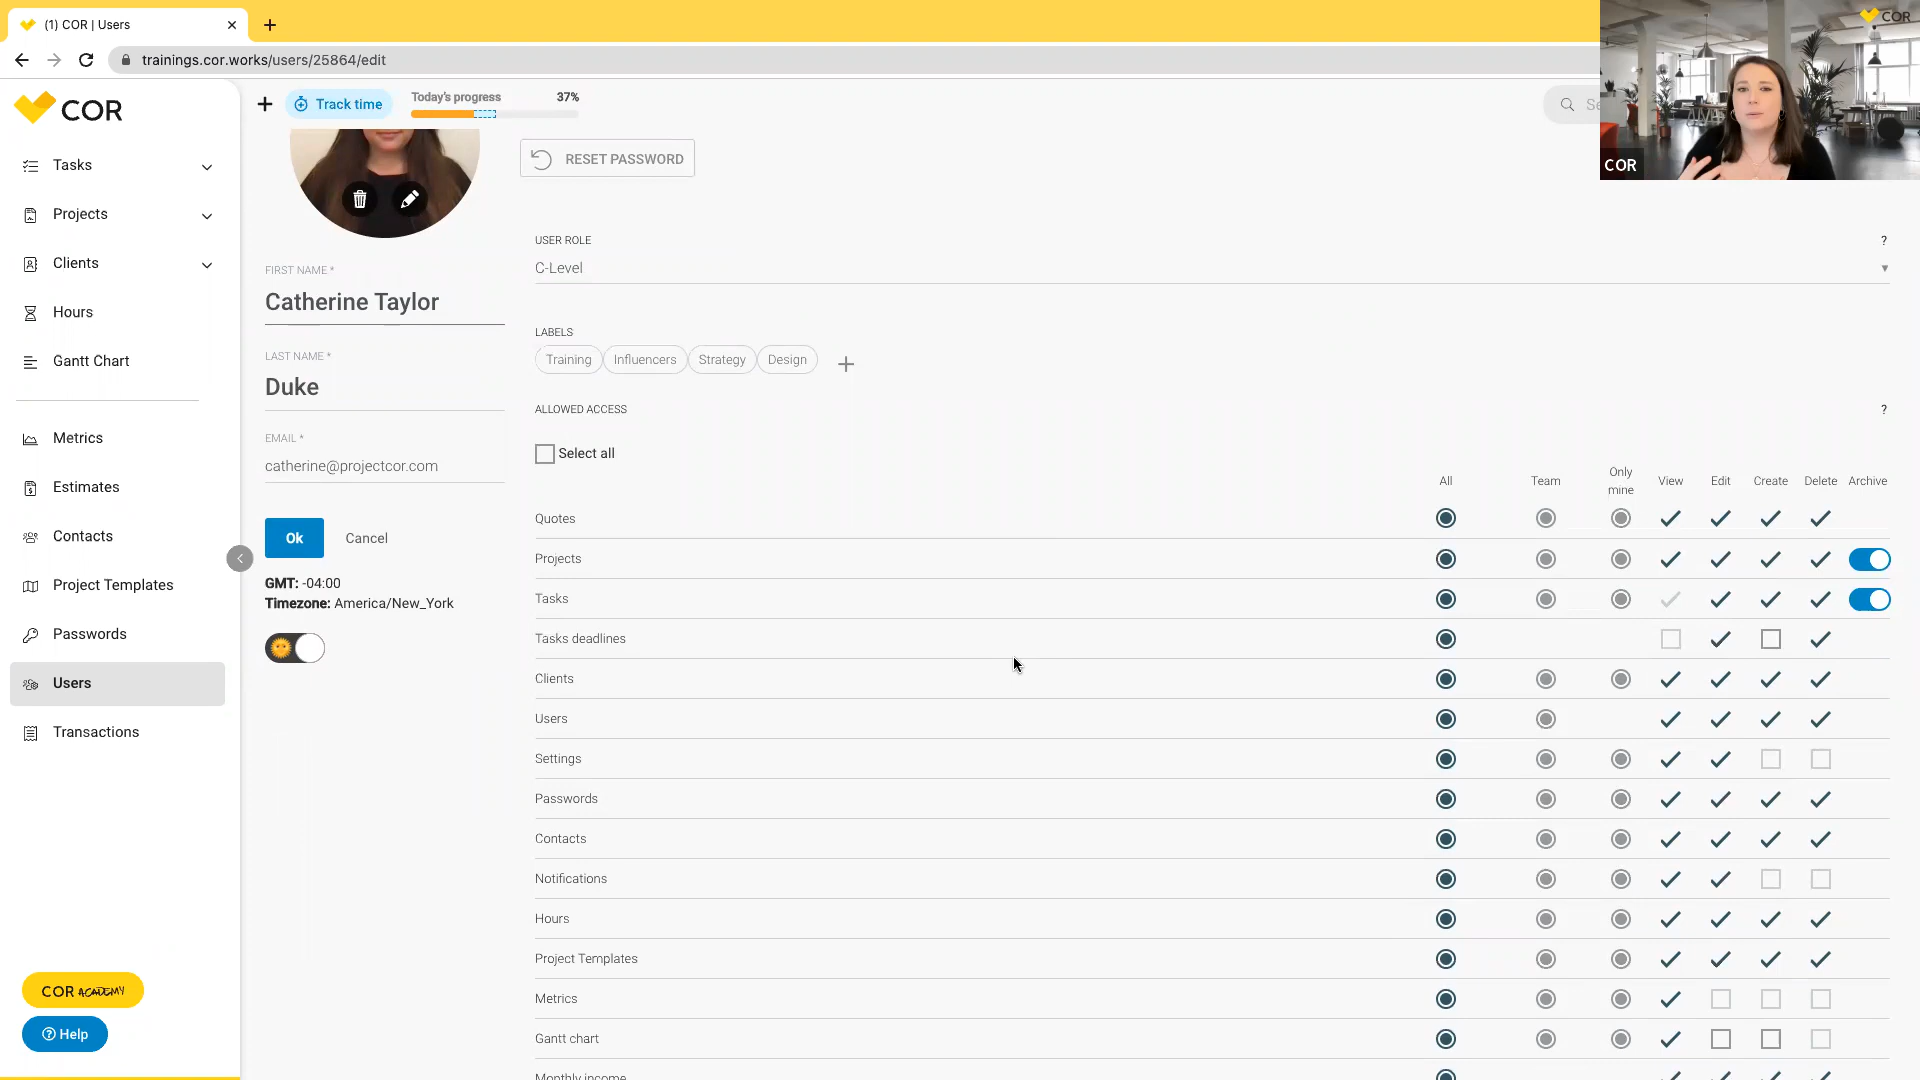 (1) COR | Users
trainings.cor.works/users/25864/edit
COR
COR
COR
Track time
Today's progress 37%
Tasks
Projects
Clients
Hours
Gantt Chart
Metrics
Estimates
Contacts
Project Templates
Passwords
Users
Transactions
COR ACADEMY
Help
FIRST NAME *
Catherine Taylor
LAST NAME *
Duke
EMAIL *
catherine@projectcor.com
Ok Cancel
GMT: -04:00
Timezone: America/New_York
RESET PASSWORD
USER ROLE ?
C-Level
LABELS
Training Influencers Strategy Design
ALLOWED ACCESS ?
Select all
All Team Only mine View Edit Create Delete Archive
Quotes
Projects
Tasks
Tasks deadlines
Clients
Users
Settings
Passwords
Contacts
Notifications
Hours
Project Templates
Metrics
Gantt chart
Monthly income